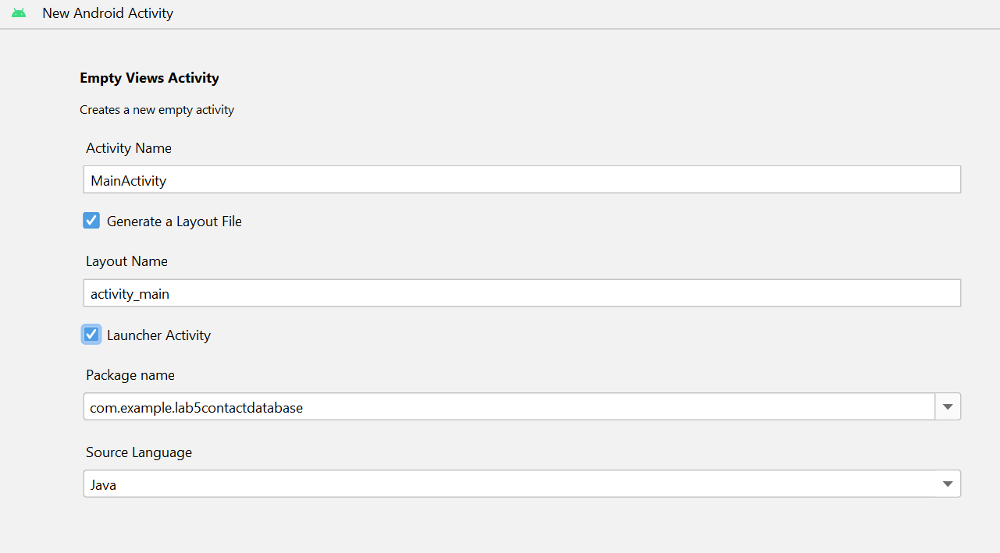 New Android Activity
Empty Views Activity
Creates a new empty activity
Activity Name
MainActivity
Generate a Layout File
Layout Name
activity_main
Launcher Activity
Package name
com.example.lab5contactdatabase
Source Language
Java